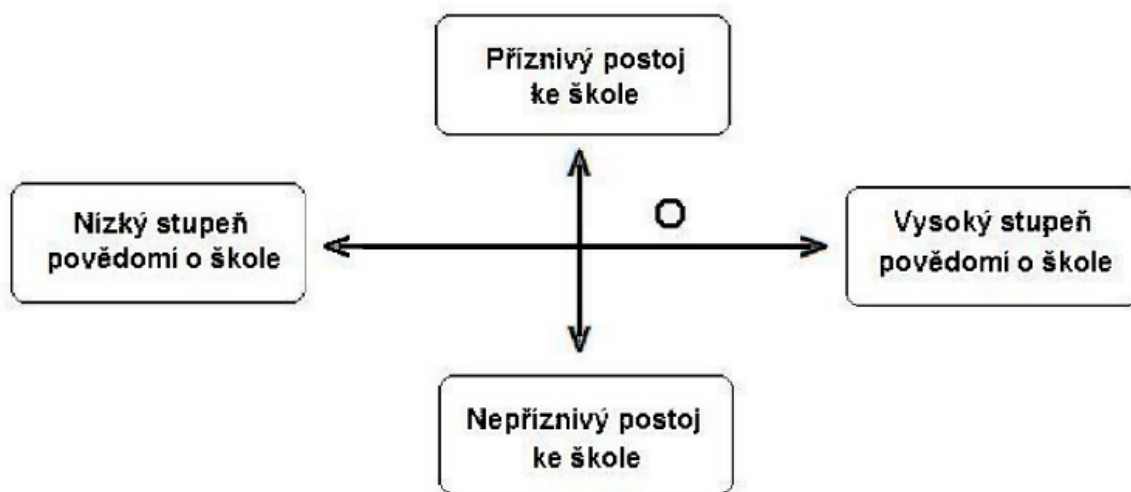 Příznivý postoj
ke škole
Nízký stupeň
povědomí o škole
Vysoký stupeň
povědomí o škole
Nepříznivý postoj
ke škole